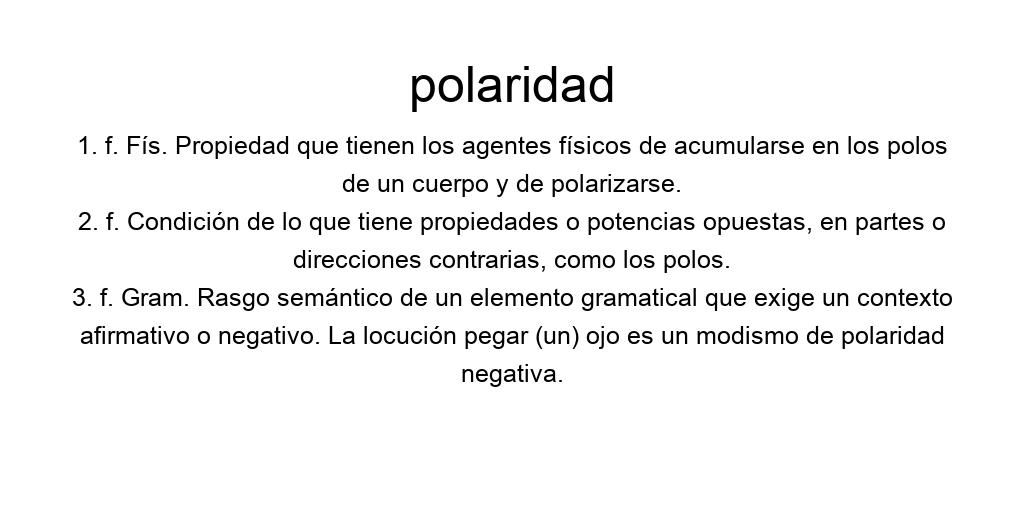 polaridad
1. f. Fís. Propiedad que tienen los agentes físicos de acumularse en los polos
de un cuerpo y de polarizarse.
2. f. Condición de lo que tiene propiedades o potencias opuestas, en partes o
direcciones contrarias, como los polos.
3. f. Gram. Rasgo semántico de un elemento gramatical que exige un contexto
afirmativo o negativo. La locución pegar (un) ojo es un modismo de polaridad
negativa.